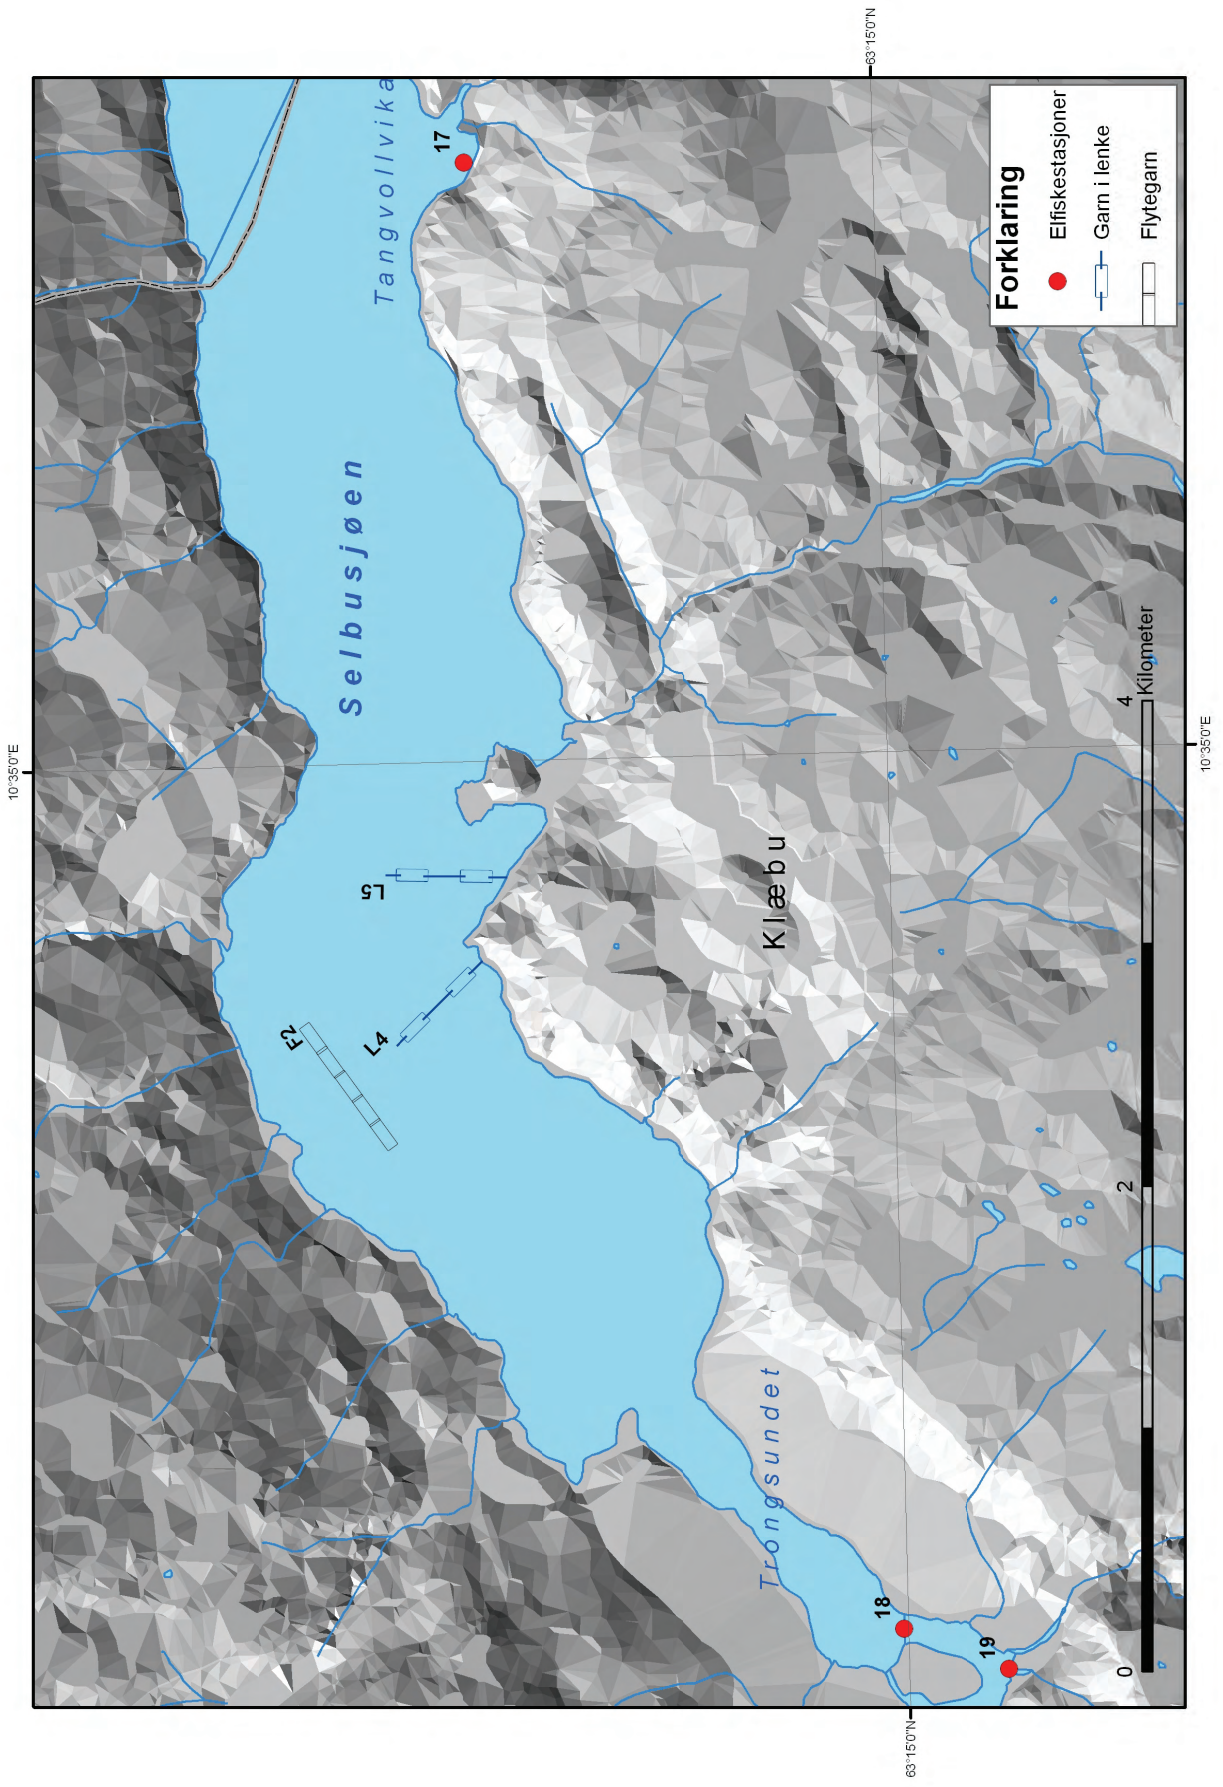 10°35'0"E
63°15'0"N
Tangvollvika
17
Selbusjøen
L5
F2
L4
Klæbu
Trongsundet
18
19
Forklaring
Elfiskestasjoner
Garn i lenke
Flytegarn
0
2
4
Kilometer
63°15'0"N
10°35'0"E